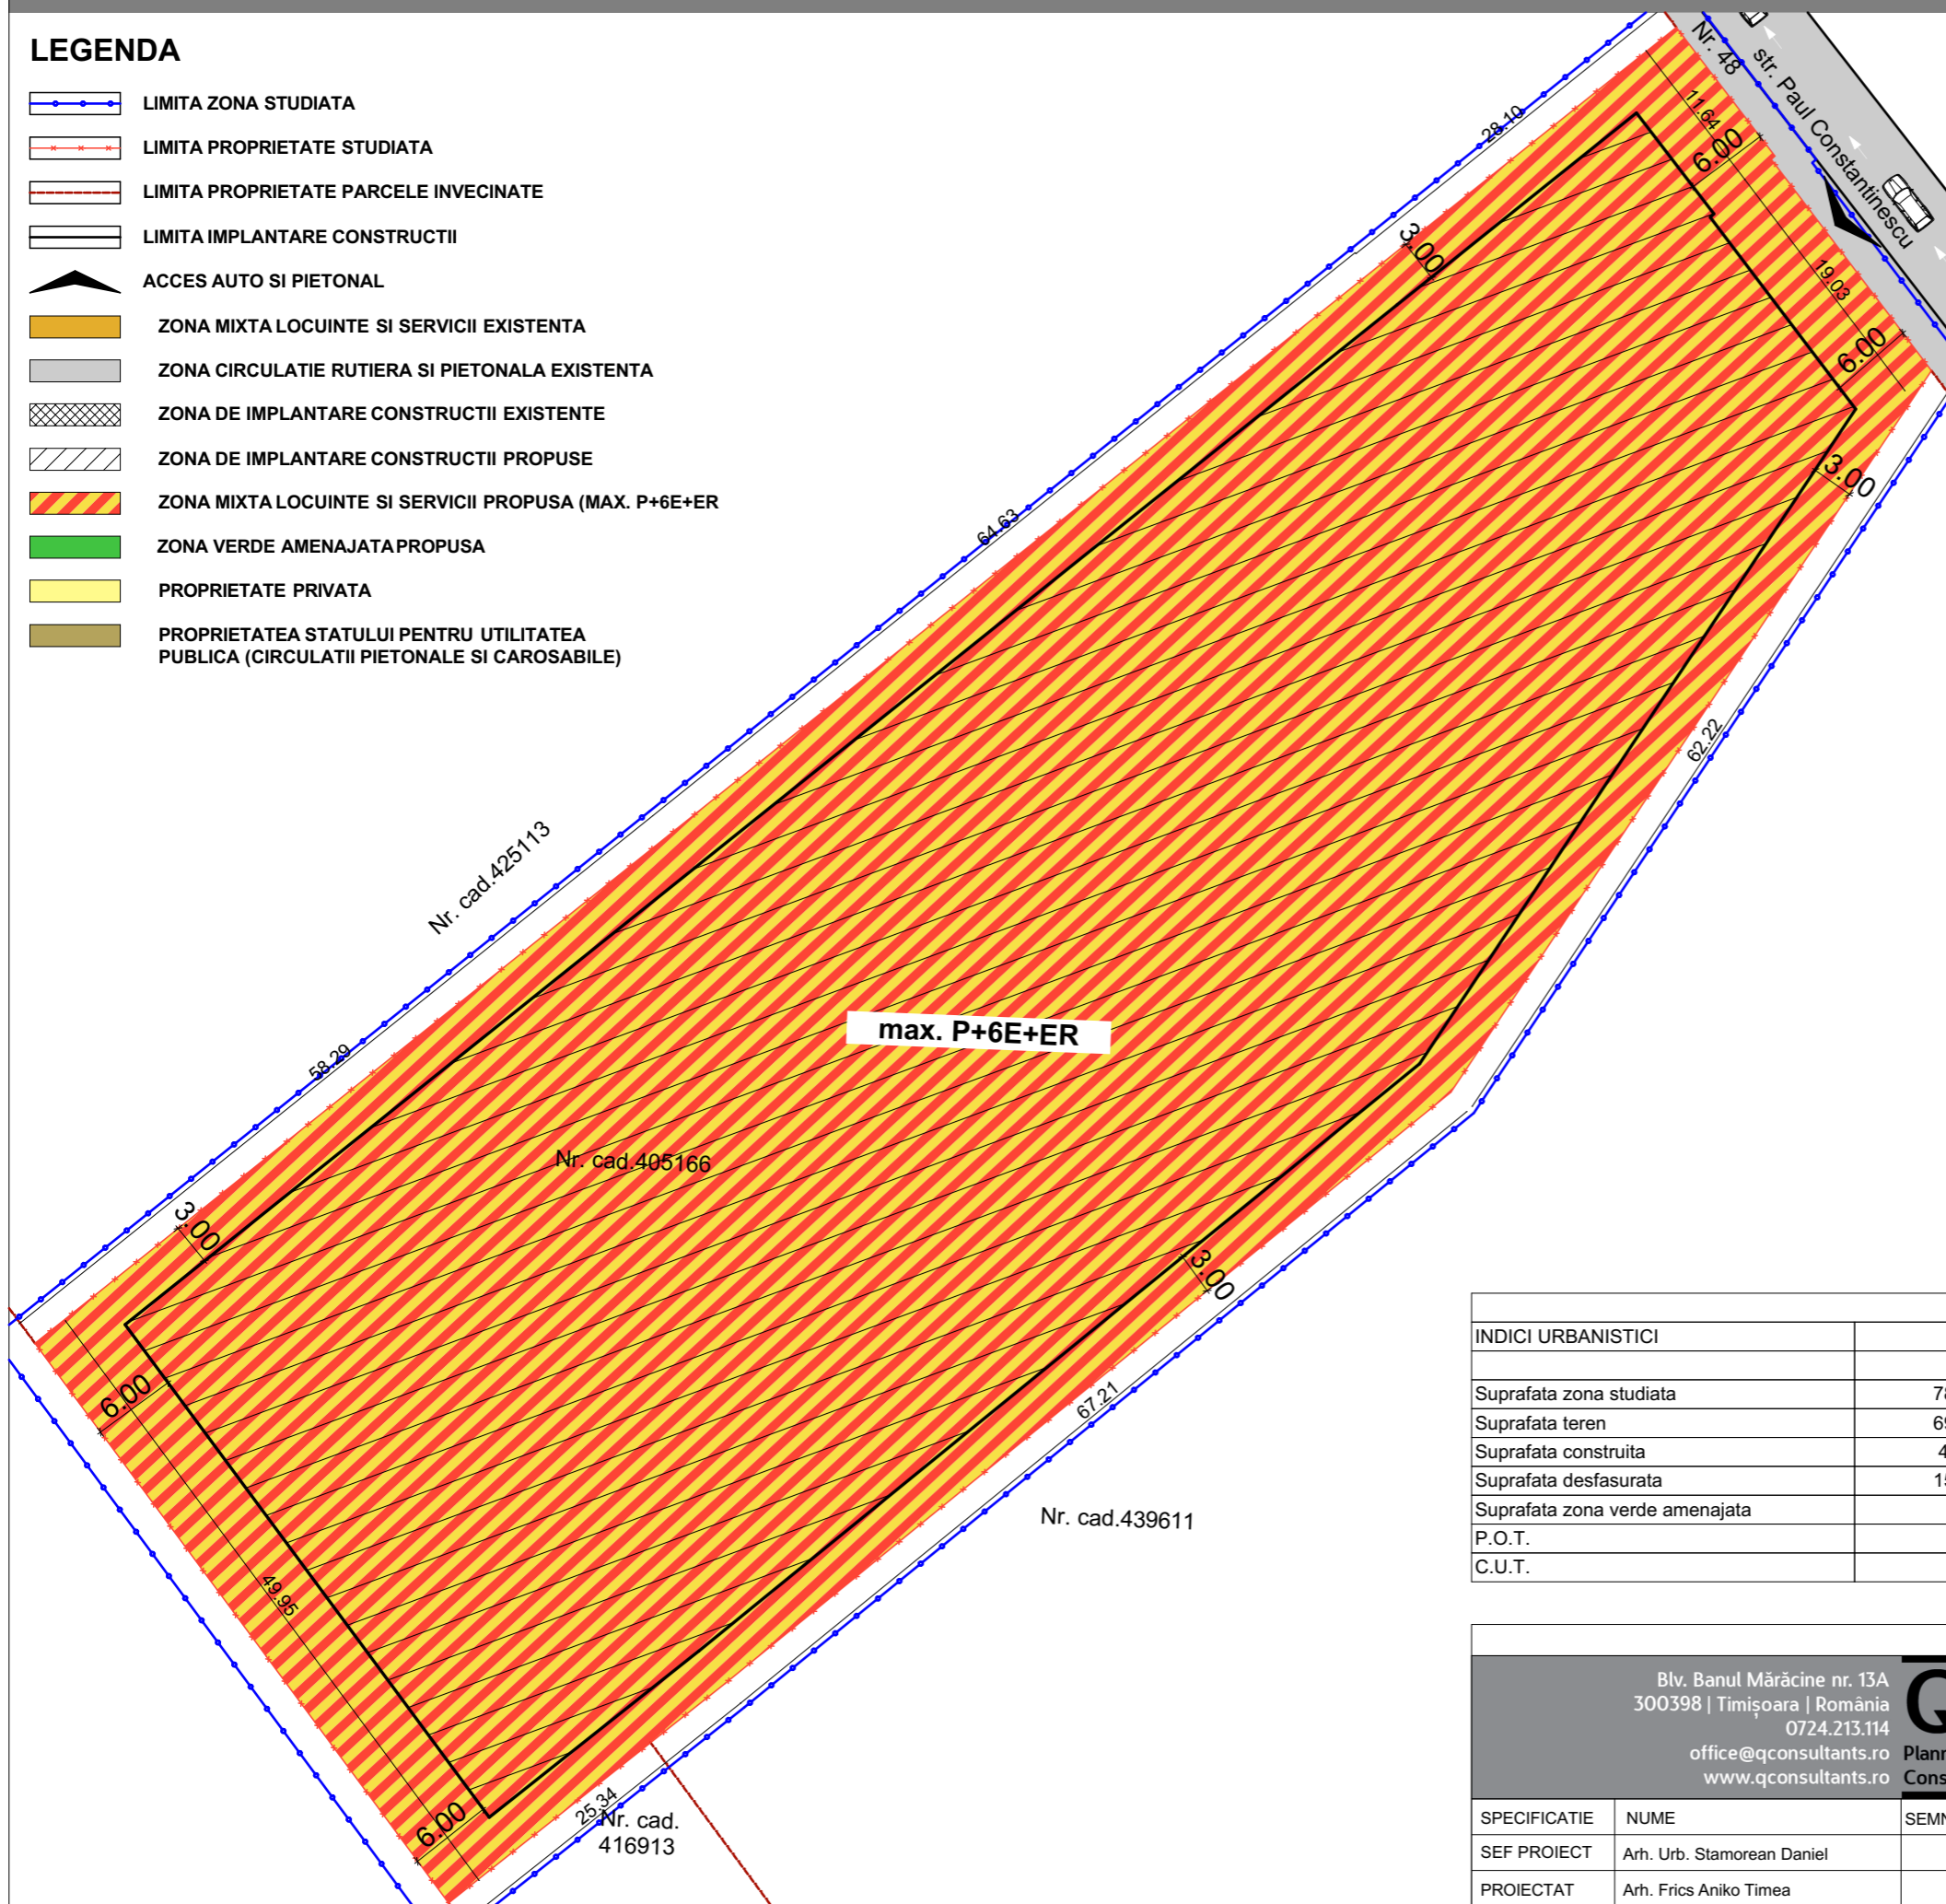 LEGENDA
LIMITA ZONA STUDIATA
LIMITA PROPRIETATE STUDIATA
LIMITA PROPRIETATE PARCELE INVECINATE
LIMITA IMPLANTARE CONSTRUCTII
ACCES AUTO SI PIETONAL
ZONA MIXTA LOCUINTE SI SERVICII EXISTENTA
ZONA CIRCULATIE RUTIERA SI PIETONALA EXISTENTA
ZONA DE IMPLANTARE CONSTRUCTII EXISTENTE
ZONA DE IMPLANTARE CONSTRUCTII PROPUSE
ZONA MIXTA LOCUINTE SI SERVICII PROPUSA (MAX. P+6E+ER
ZONA VERDE AMENAJATA PROPUSA
PROPRIETATE PRIVATA
PROPRIETATEA STATULUI PENTRU UTILITATEA
PUBLICA (CIRCULATII PIETONALE SI CAROSABILE)
Nr. 48
str. Paul Constantinescu
28.10
11.64
6.00
3.00
19.03
6.00
3.00
64.63
62.22
Nr. cad.425113
58.29
max. P+6E+ER
Nr. cad.405166
3.00
3.00
6.00
67.21
Nr. cad.439611
49.95
6.00
25.34
Nr. cad.
416913
INDICI URBANISTICI
Suprafata zona studiata
Suprafata teren
Suprafata construita
Suprafata desfasurata
Suprafata zona verde amenajata
P.O.T.
C.U.T.
Blv. Banul Mărăcine nr. 13A
300398 | Timișoara | România
0724.213.114
office@qconsultants.ro
www.qconsultants.ro
Q
SPECIFICATIE NUME
SEF PROIECT Arh. Urb. Stamorean Daniel
PROIECTAT Arh. Frics Aniko Timea